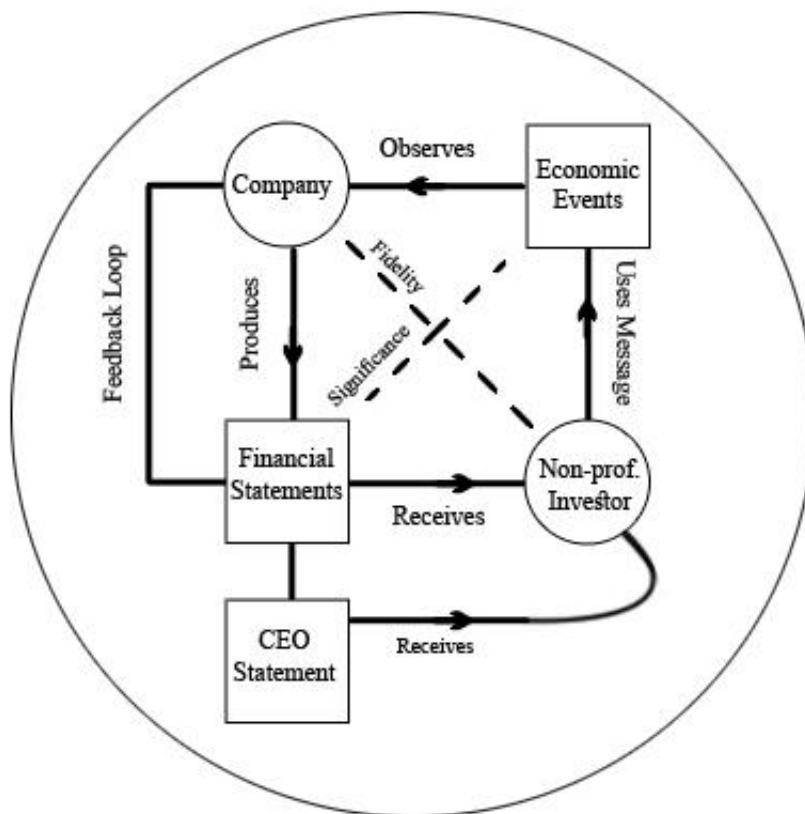 Observes
Economic
Events
Company
Fidelity
Feedback Loop
Produces
Uses Message
Significance
Financial
Statements
Non-prof.
Investor
Receives
CEO
Statement
Receives